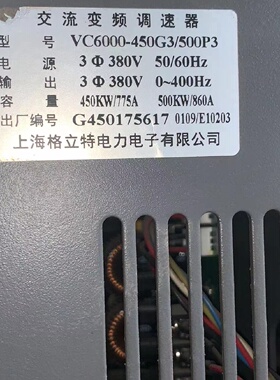 交流变频调速器
型 号 VC6000-450G3/500P3
电 源 3 Φ 380V 50/60Hz
输 出 3 Φ 380V 0~400Hz
容 量 450KW/775A 500KW/860A
出厂编号 G450175617 0109/E10203
上海格立特电力电子有限公司